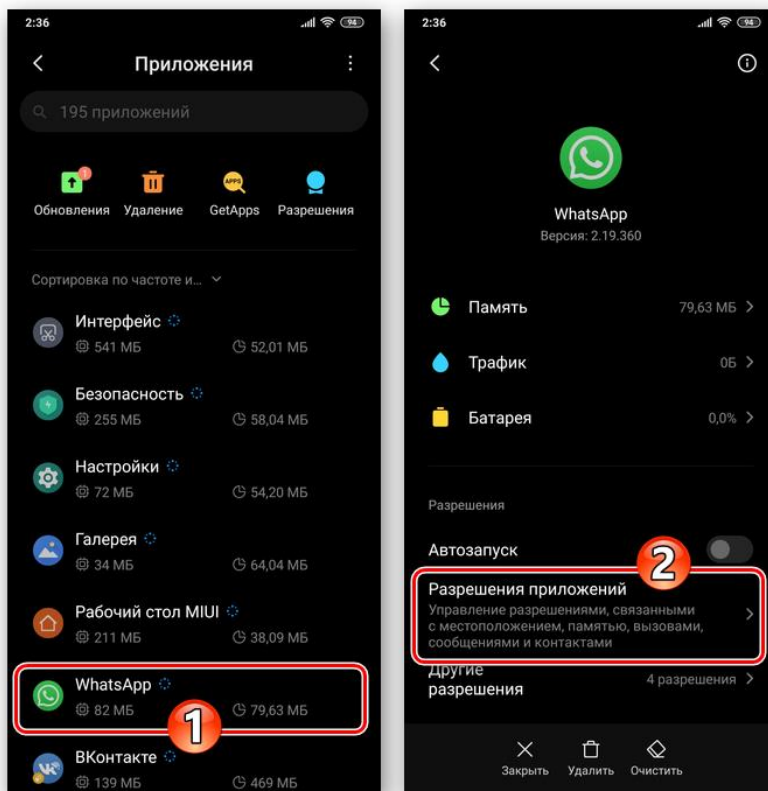 2:36
94
Приложения
195 приложений
1
APPS
Обновления
Удаление
GetApps
Разрешения
Сортировка по частоте и...
Интерфейс
541 МБ
52,01 МБ
Безопасность
255 МБ
58,04 МБ
Настройки
72 МБ
54,20 МБ
Галерея
34 МБ
64,04 МБ
Рабочий стол MIUI
211 МБ
38,09 МБ
WhatsApp
82 МБ
79,63 МБ
1
ВКонтакте
139 МБ
469 МБ
2:36
94
WhatsApp
Версия: 2.19.360
Память
79,63 МБ
Трафик
0Б
Батарея
0,0%
Разрешения
Автозапуск
2
Разрешения приложений
Управление разрешениями, связанными
с местоположением, памятью, вызовами,
сообщениями и контактами
Другие
разрешения
4 разрешения
Закрыть
Удалить
Очистить